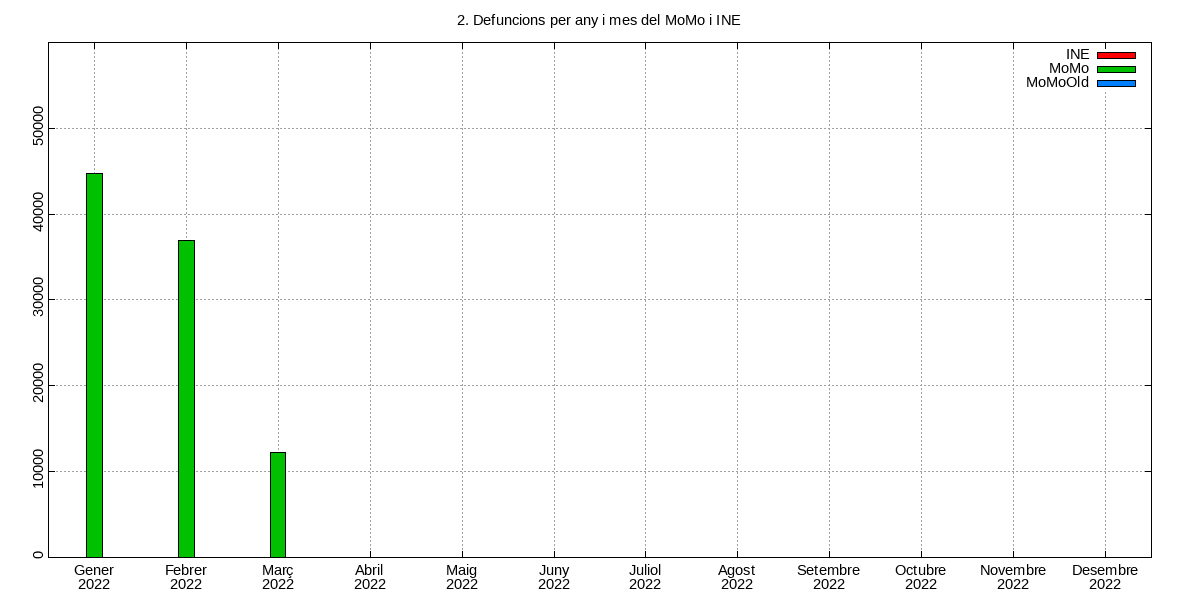 2. Defuncions per any i mes del MoMo i INE
INE
MoMo
MoMoOld
50000
40000
30000
20000
10000
0
Gener Febrer Març Abril Maig Juny Juliol Agost Setembre Octubre Novembre Desembre
2022 2022 2022 2022 2022 2022 2022 2022 2022 2022 2022 2022